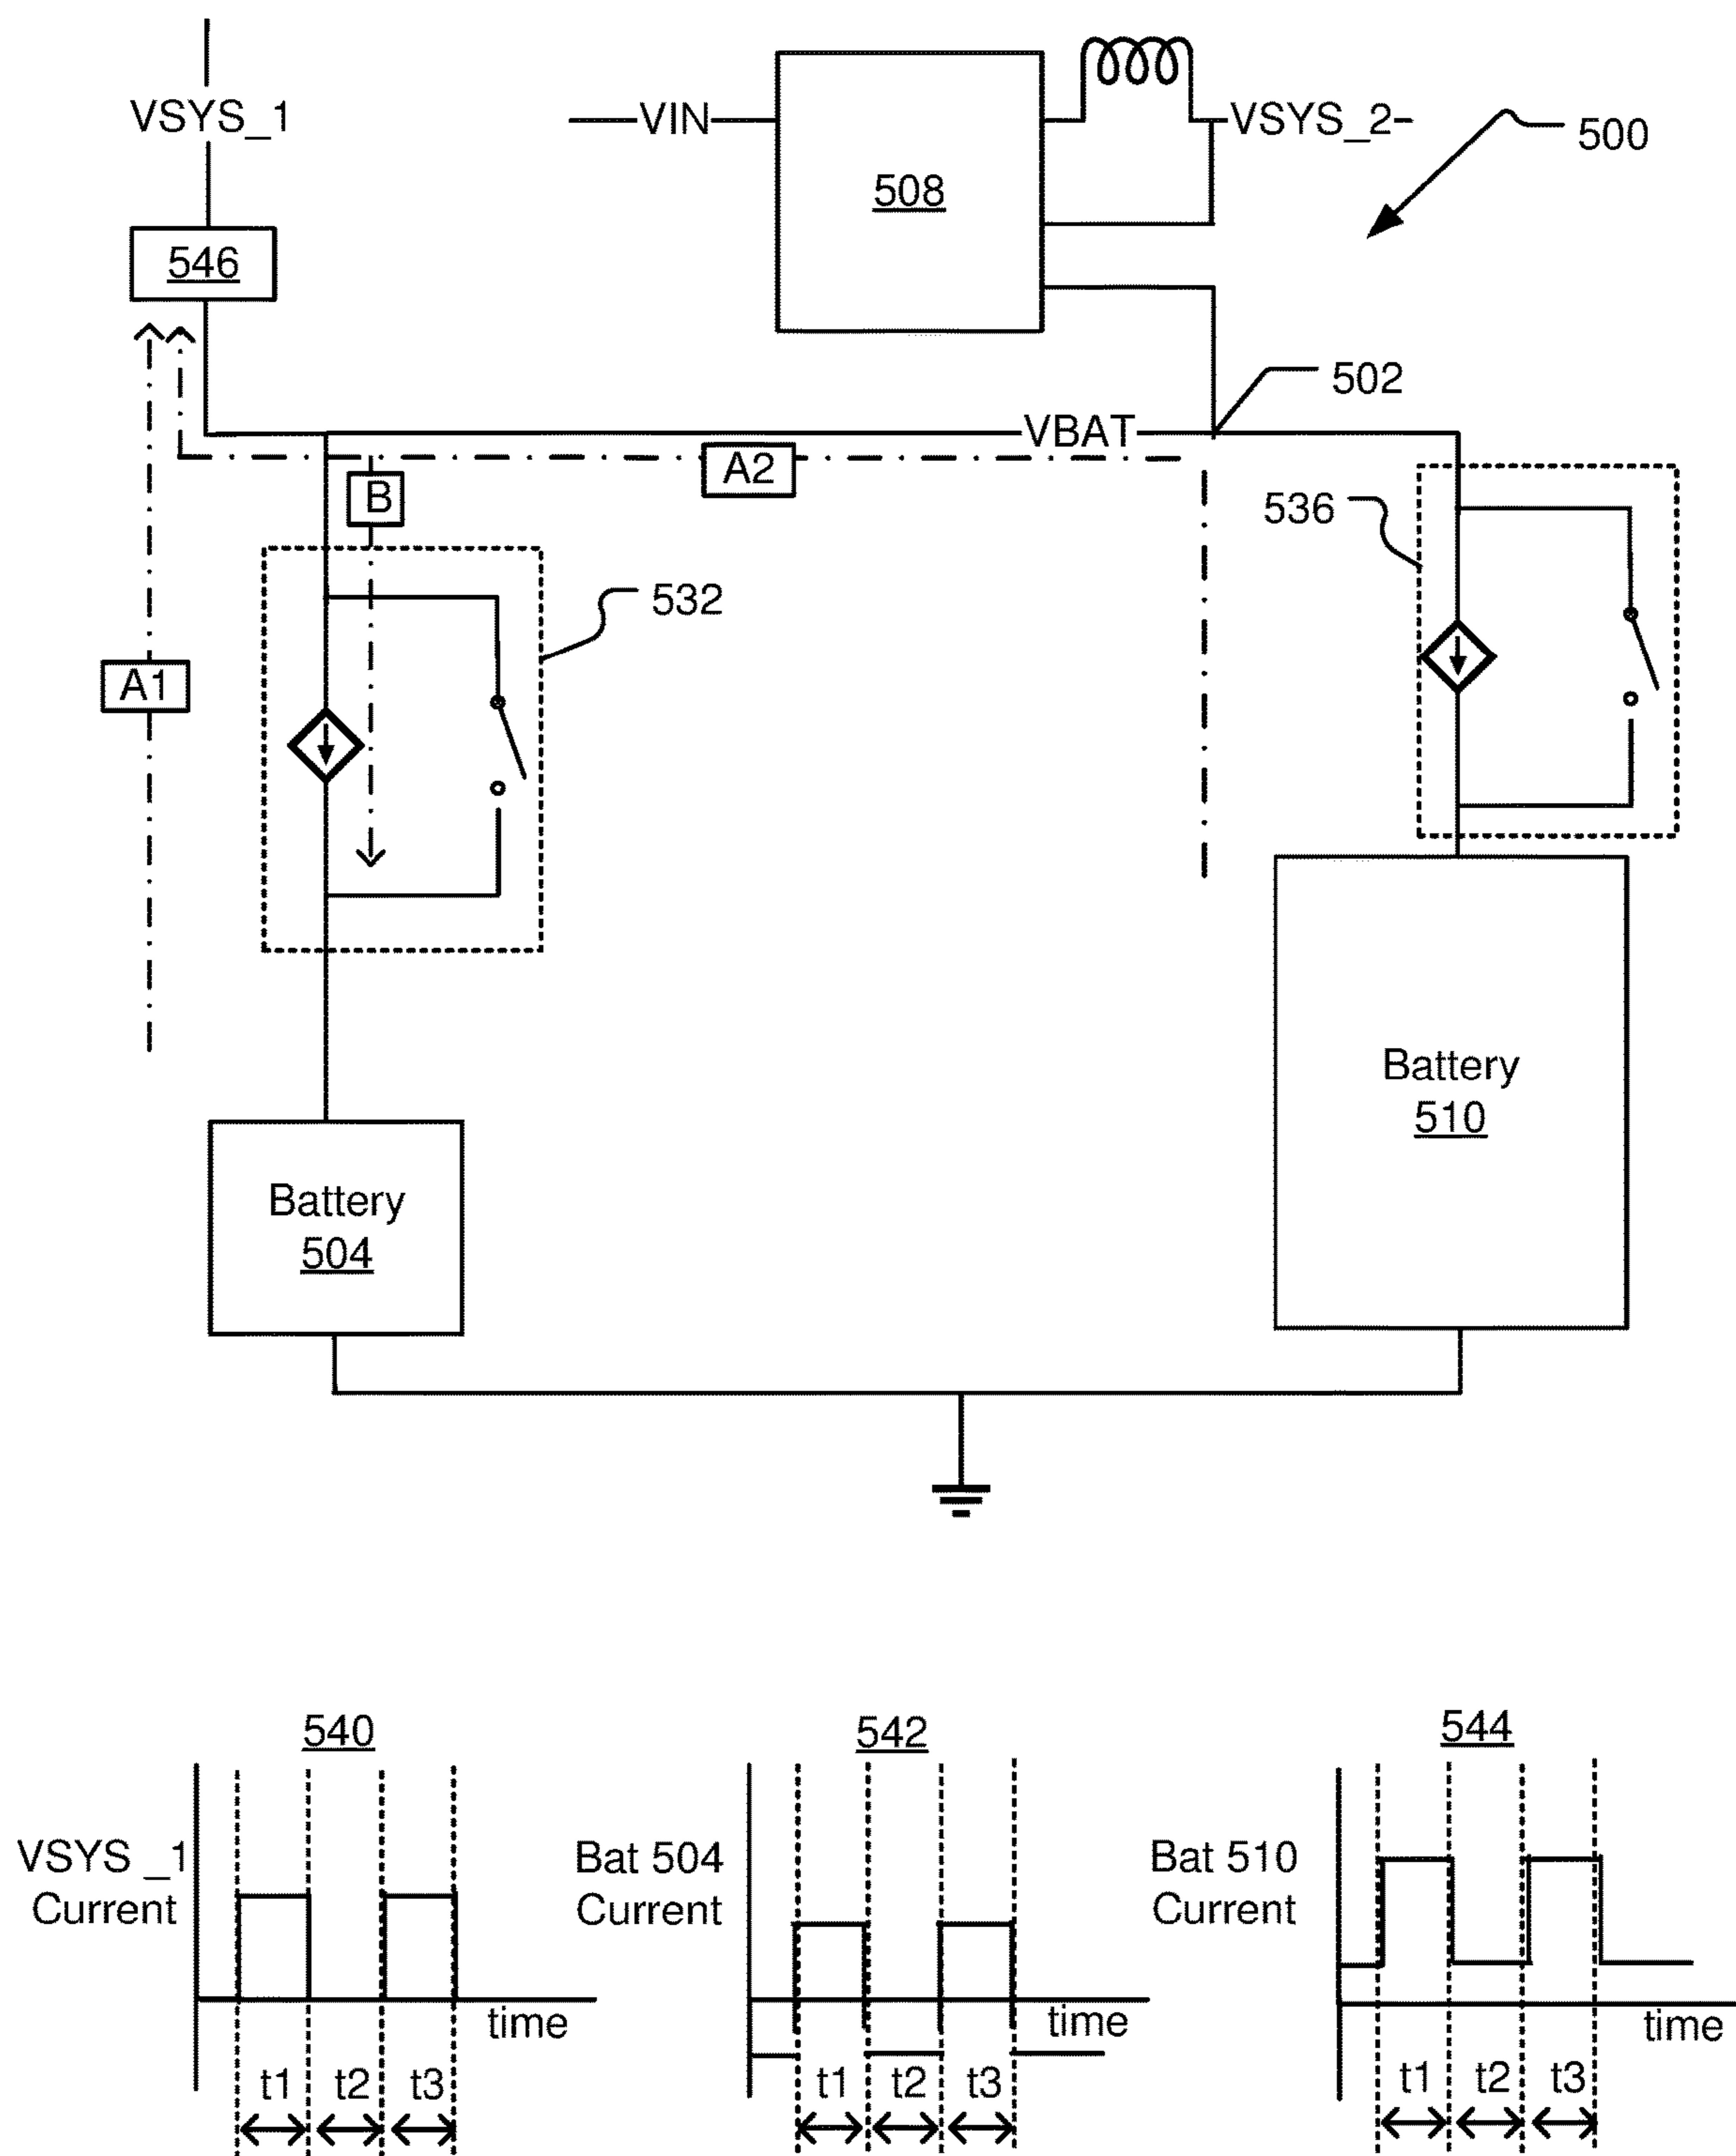 VSYS_1
VIN
VSYS_2
500
508
546
502
VBAT
A2
B
536
532
A1
Battery
510
Battery
504
540
542
544
VSYS _1
Current
time
t1 t2 t3
Bat 504
Current
time
t1 t2 t3
Bat 510
Current
time
t1 t2 t3